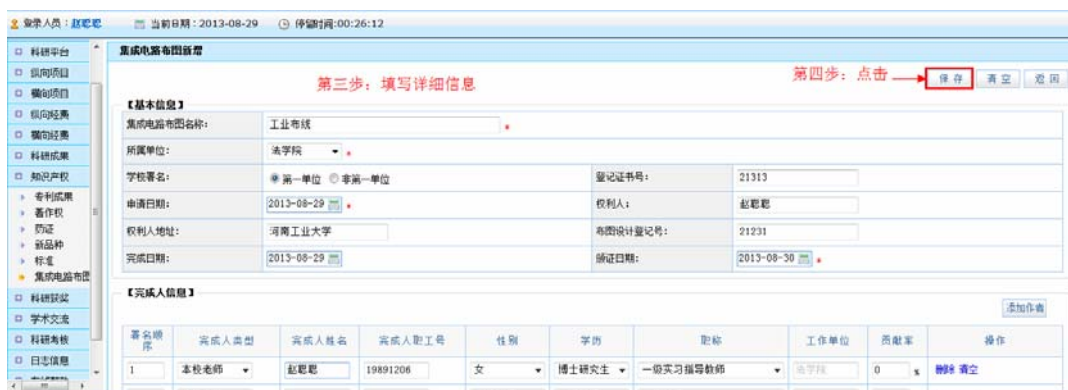 登录人员：赵聪聪 当前日期：2013-08-29 停留时间:00:26:12
科研平台
纵向项目
横向项目
纵向经费
横向经费
科研成果
知识产权
专利成果
著作权
药证
新品种
标准
集成电路布图
科研获奖
学术交流
科研考核
日志信息
集成电路布图新增
第三步：填写详细信息
第四步：点击
保存 清空 返回
【基本信息】
集成电路布图名称： 工业布线 *
所属单位： 法学院 *
学校署名： 第一单位 非第一单位 登记证书号： 21313
申请日期： 2013-08-29 * 权利人： 赵聪聪
权利人地址： 河南工业大学 布图设计登记号： 21231
完成日期： 2013-08-29 颁证日期： 2013-08-30 *
【完成人信息】
添加作者
署名顺序 完成人类型 完成人姓名 完成人职工号 性别 学历 职称 工作单位 贡献率 操作
1 本校老师 赵聪聪 19891206 女 博士研究生 一级实习指导教师 法学院 0 % 删除 清空